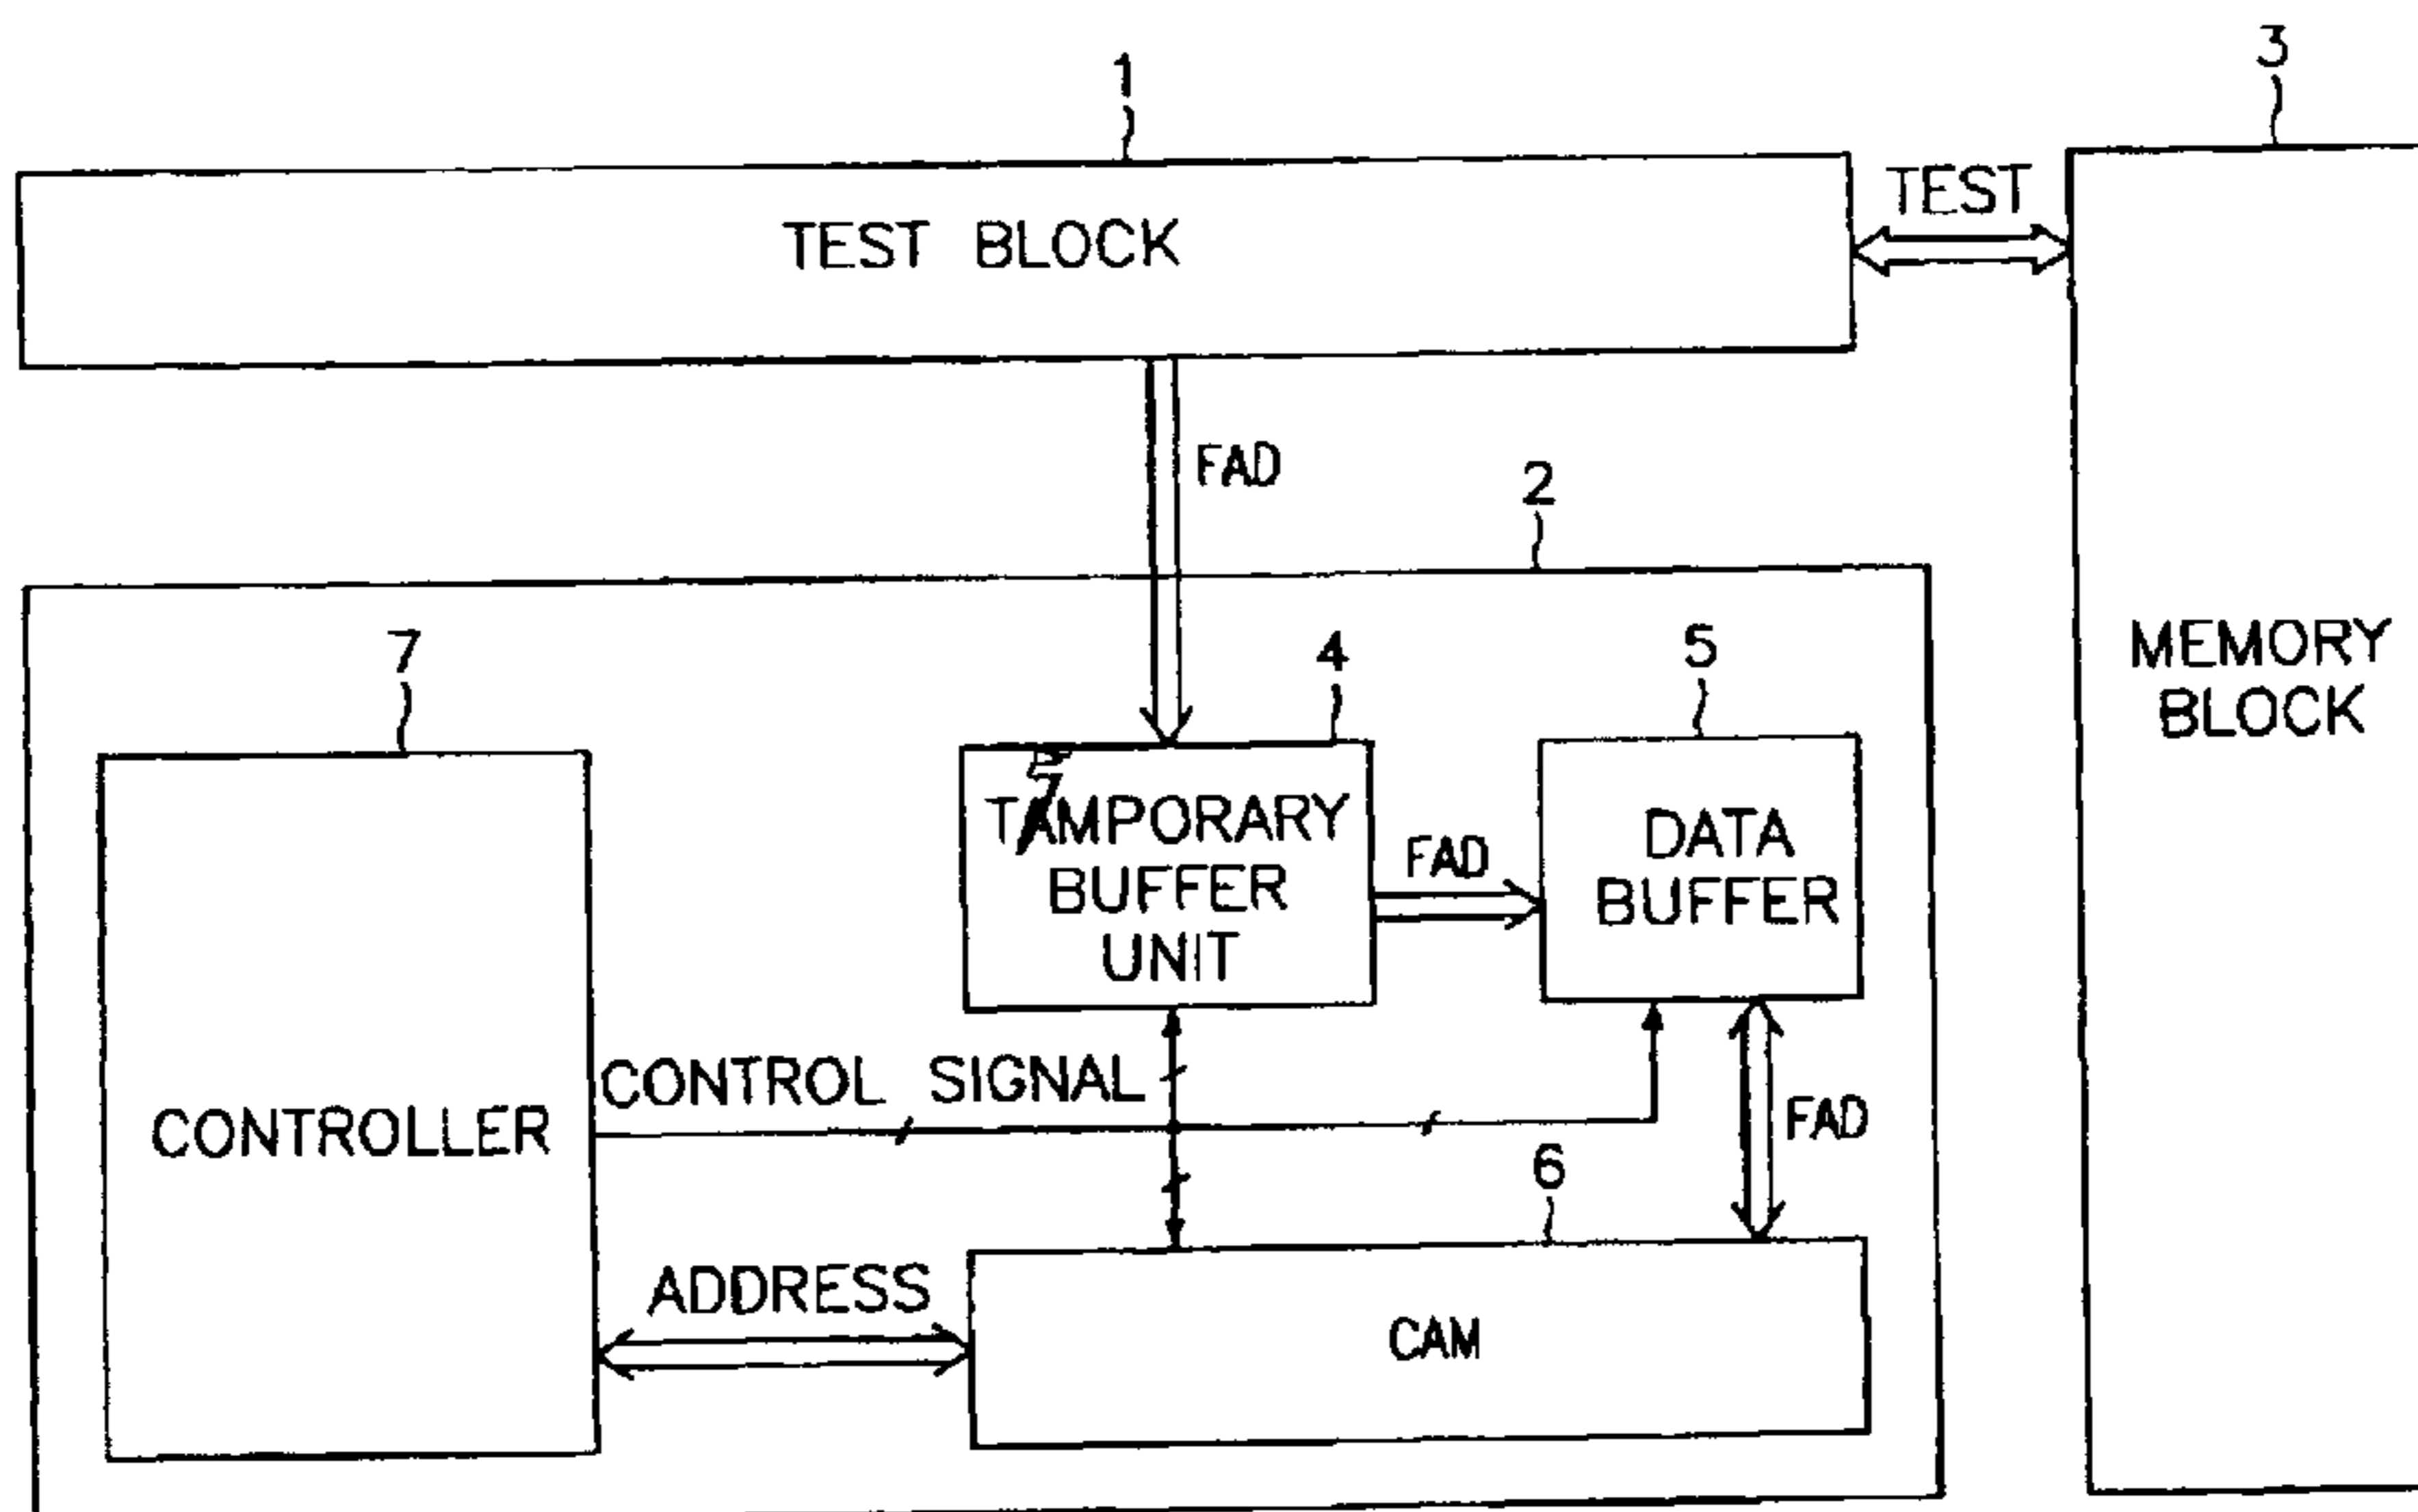 1
3
TEST BLOCK
TEST
FAD
2
7
4
5
MEMORY
BLOCK
TAMPORARY
BUFFER
UNIT
FAD
DATA
BUFFER
CONTROL SIGNAL
CONTROLLER
FAD
6
ADDRESS
CAM